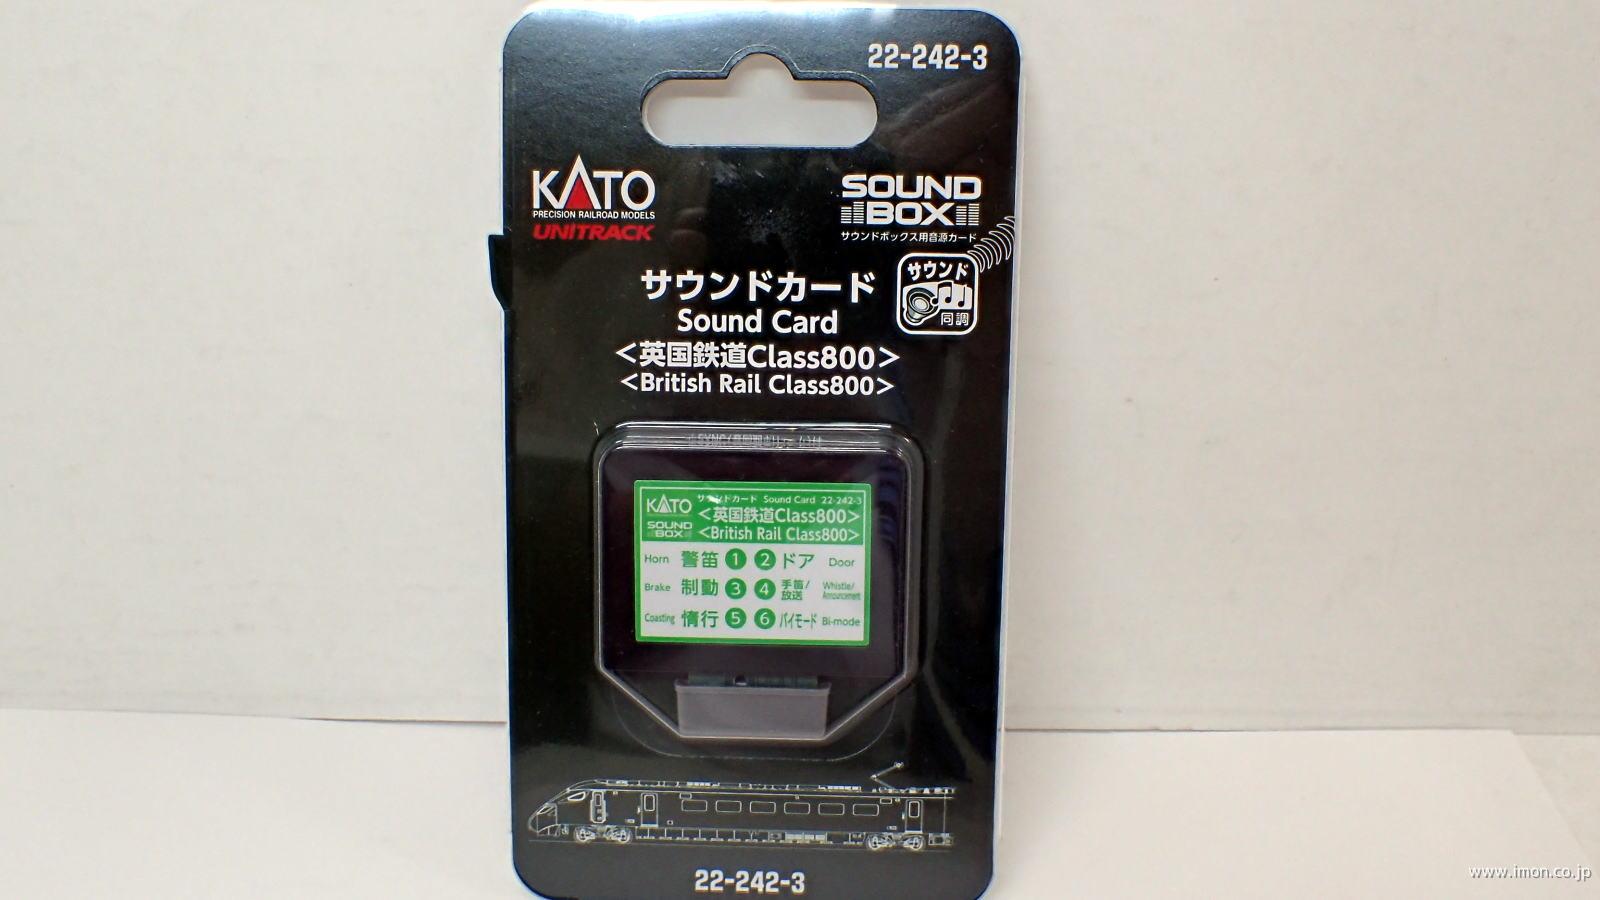 22-242-3
KATO
PRECISION RAILROAD MODELS
UNITRACK
SOUND
BOX
サウンドボックス用音源カード
サウンド
同調
サウンドカード
Sound Card
<英国鉄道Class800>
<British Rail Class800>
KATO
サウンドカード Sound Card 22-242-3
<英国鉄道Class800>
SOUND
BOX
<British Rail Class800>
Horn 警笛 1 2 ドア Door
Brake 制動 3 4 手笛/放送 Whistle/Announcement
Coasting 惰行 5 6 バイモード Bi-mode
22-242-3
www.imon.co.jp